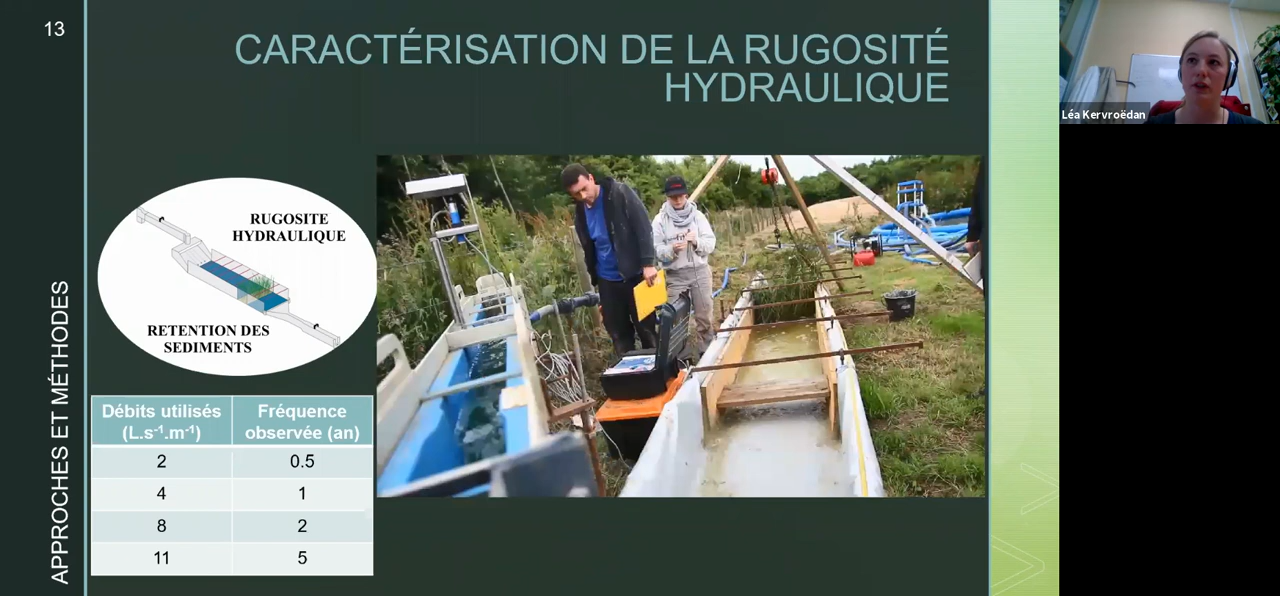 13
CARACTÉRISATION DE LA RUGOSITÉ
HYDRAULIQUE
Léa Kervroëdan
RUGOSITE
HYDRAULIQUE
RETENTION DES
SEDIMENTS
APPROCHES ET MÉTHODES
Débits utilisés (L.s⁻¹.m⁻¹) Fréquence observée (an)
2 0.5
4 1
8 2
11 5